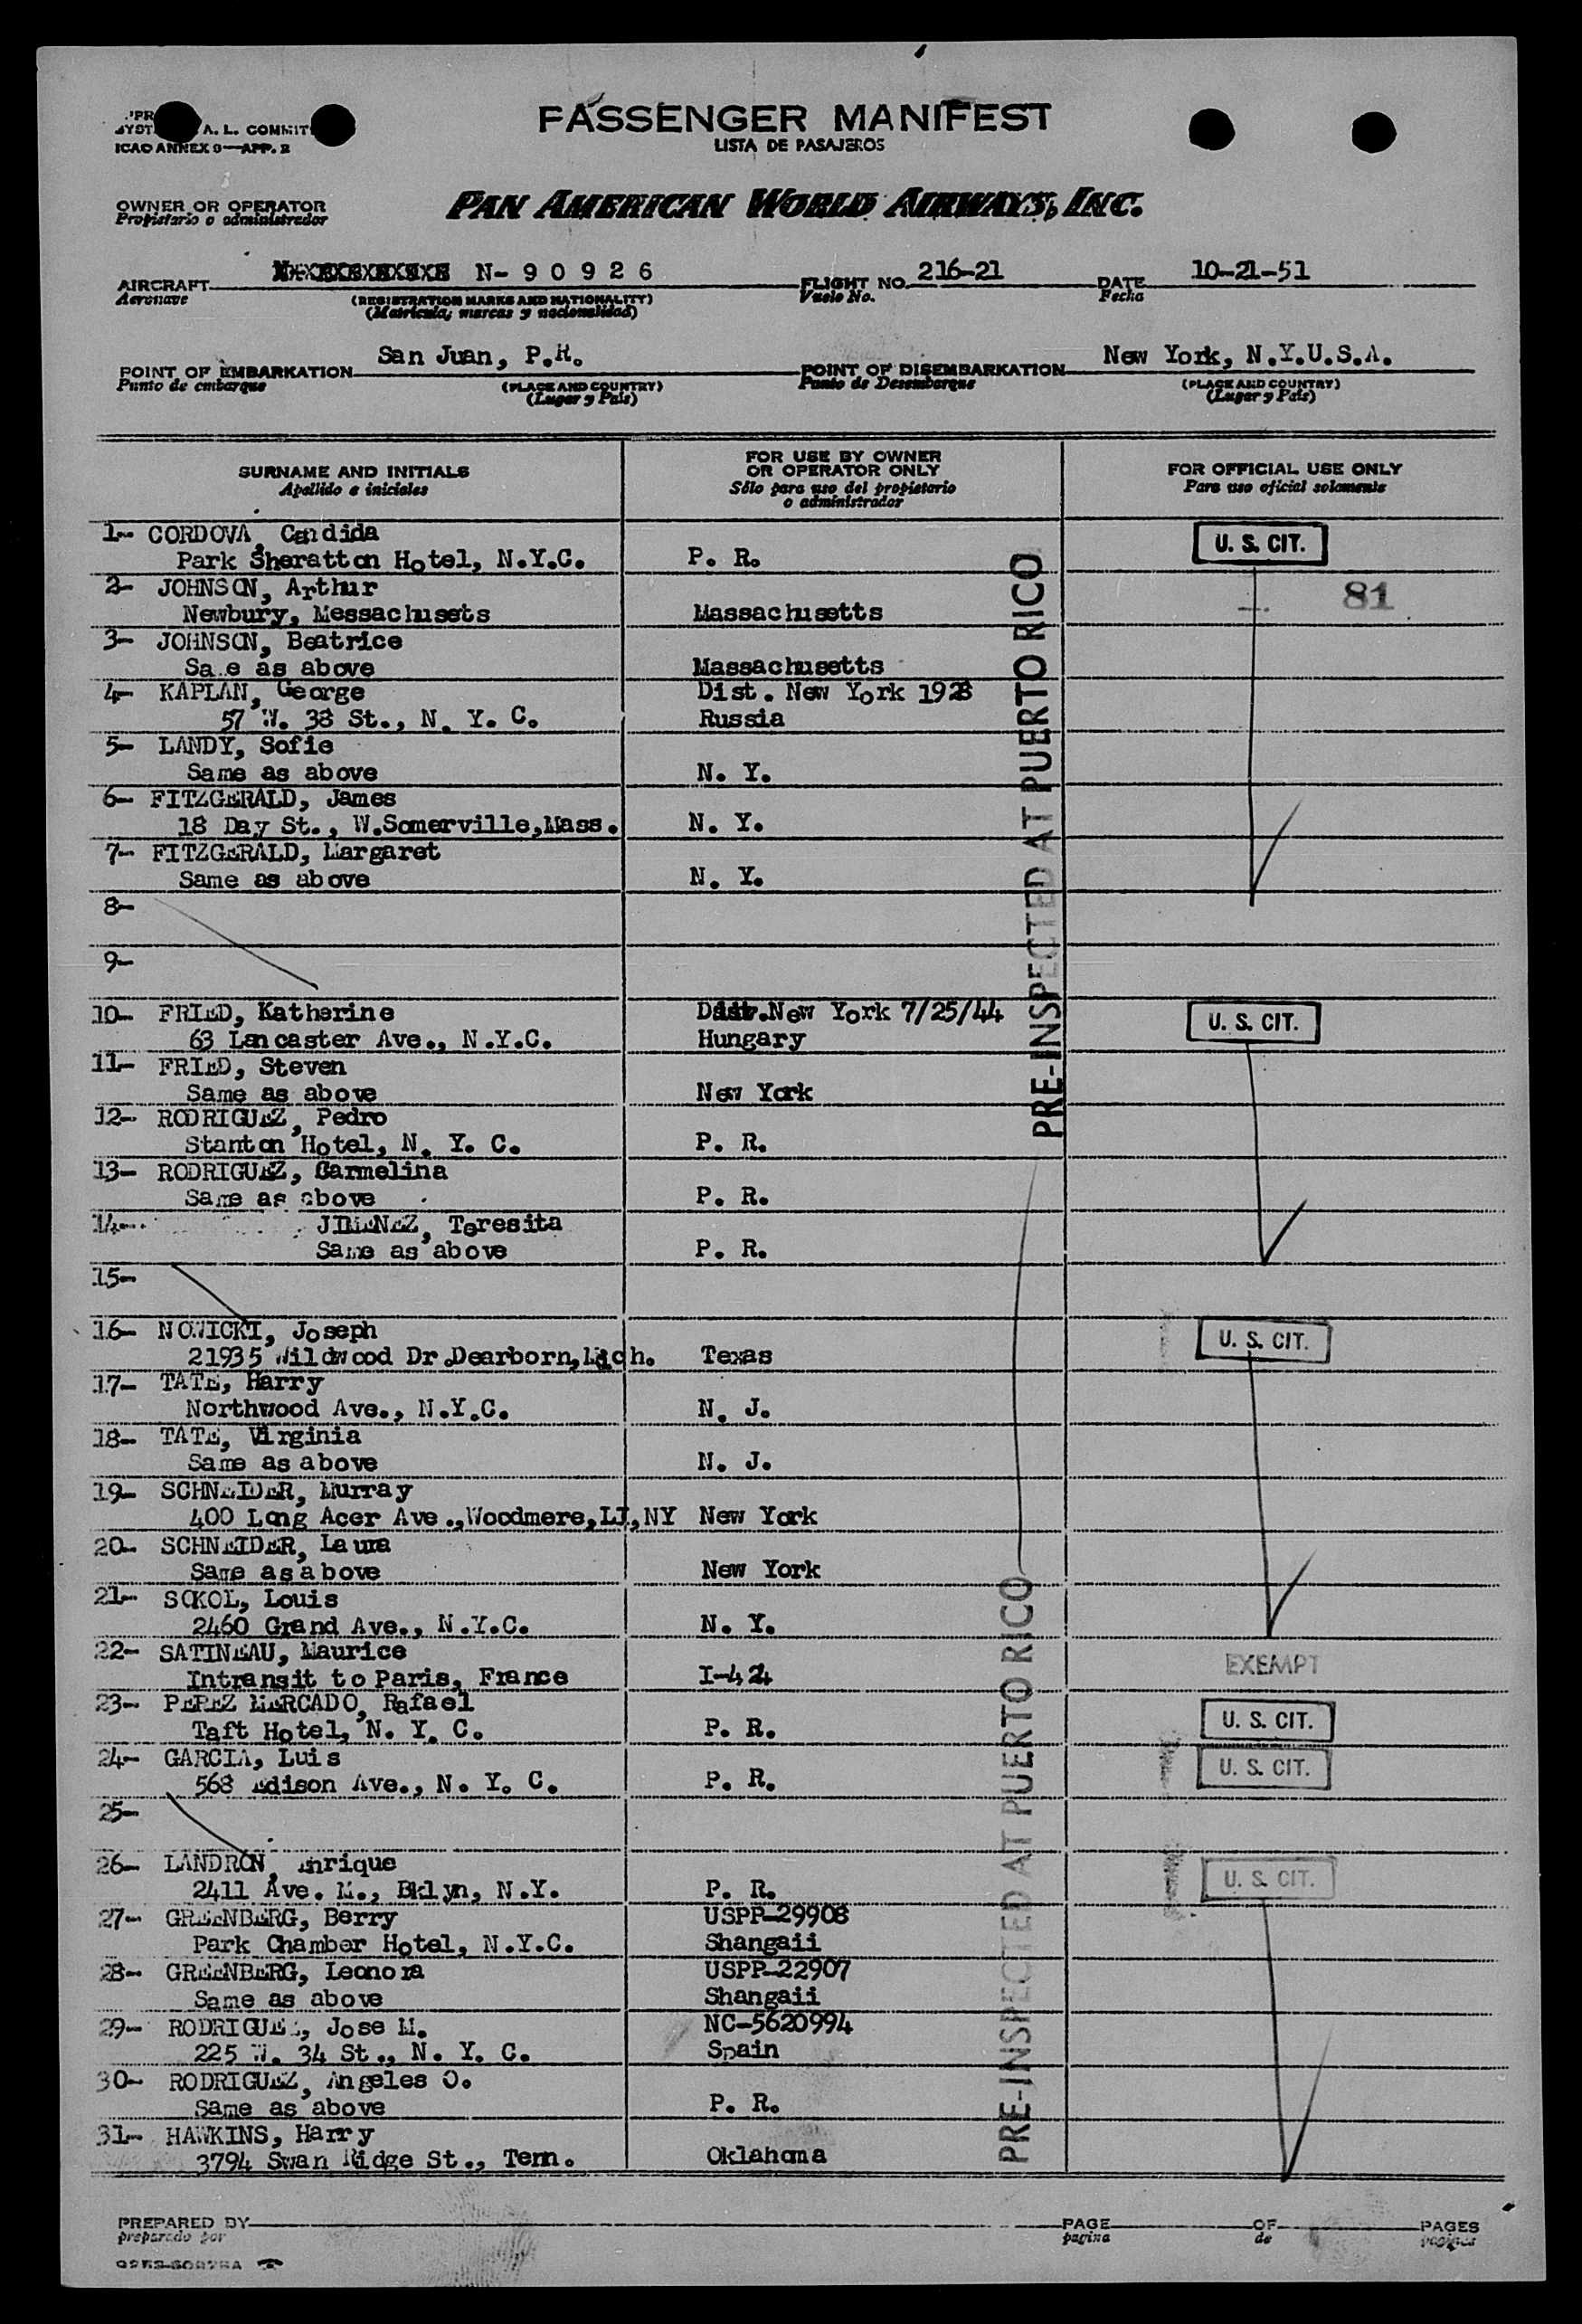 A. L. COMMIT
ICAO ANNEX 9—APP. 2
PASSENGER MANIFEST
LISTA DE PASAJEROS
OWNER OR OPERATOR
Propietario o administrador
PAN AMERICAN WORLD AIRWAYS, INC.
AIRCRAFT N-90926
Aeronave
(REGISTRATION MARKS AND NATIONALITY)
(Matricula, marcas y nacionalidad)
FLIGHT NO. 216-21
Vuelo No.
DATE 10-21-51
Fecha
POINT OF EMBARKATION San Juan, P.R.
Punto de embarque
(PLACE AND COUNTRY)
(Lugar y País)
POINT OF DISEMBARKATION New York, N.Y.U.S.A.
Punto de Desembarque
(PLACE AND COUNTRY)
(Lugar y País)
SURNAME AND INITIALS
Apellido e iniciales
FOR USE BY OWNER
OR OPERATOR ONLY
Sólo para uso del propietario
o administrador
FOR OFFICIAL USE ONLY
Para uso oficial solamente
1- CORDOVA, Candida U. S. CIT.
Park Sheratton Hotel, N.Y.C. P. R.
2- JOHNSON, Arthur 81
Newbury, Messachusets Massachusetts
3- JOHNSON, Beatrice
Sa e as above Massachusetts
4- KAPLAN, George Dist. New York 1928
57 W. 38 St., N. Y. C. Russia
5- LANDY, Sofie
Same as above N. Y.
6- FITZGERALD, James
18 Day St., W.Somerville,Mass. N. Y.
7- FITZGERALD, Margaret
Same as above N. Y.
8-
9-
10- FRIED, Katherine New York 7/25/44 U. S. CIT.
63 Lancaster Ave., N.Y.C. Hungary
11- FRIED, Steven
Same as above New York
12- RODRIGUEZ, Pedro
Stanton Hotel, N. Y. C. P. R.
13- RODRIGUEZ, Carmelina
Same as above P. R.
14- JIMENEZ, Teresita
Same as above P. R.
15-
16- NOWICKI, Joseph U. S. CIT.
21935 Wildwood Dr.Dearborn,Mich. Texas
17- TATE, Harry
Northwood Ave., N.Y.C. N. J.
18- TATE, Virginia
Same as above N. J.
19- SCHNEIDER, Murray
400 Long Acer Ave.,Woodmere,LI,NY New York
20- SCHNEIDER, Laura
Same as above New York
21- SOKOL, Louis
2460 Grand Ave., N.Y.C. N. Y.
22- SATINEAU, Maurice EXEMPT
Intransit to Paris, France I-424
23- PEREZ MERCADO, Rafael U. S. CIT.
Taft Hotel, N. Y. C. P. R.
24- GARCIA, Luis U. S. CIT.
568 Edison Ave., N. Y. C. P. R.
25-
26- LANDRON, Enrique U. S. CIT.
2411 Ave. M., Bklyn, N.Y. P. R.
27- GREENBERG, Berry USPP-29908
Park Chamber Hotel, N.Y.C. Shangaii
28- GREENBERG, Leonora USPP-22907
Same as above Shangaii
29- RODRIGUEZ, Jose M. NC-5620994
225 W. 34 St., N. Y. C. Spain
30- RODRIGUEZ, Angeles O.
Same as above P. R.
31- HAWKINS, Harry
3794 Swan Ridge St., Tenn. Oklahoma
PRE-INSPECTED AT PUERTO RICO
PRE-INSPECTED AT PUERTO RICO
PREPARED BY
preparado por
PAGE OF PAGES
pagina de paginas